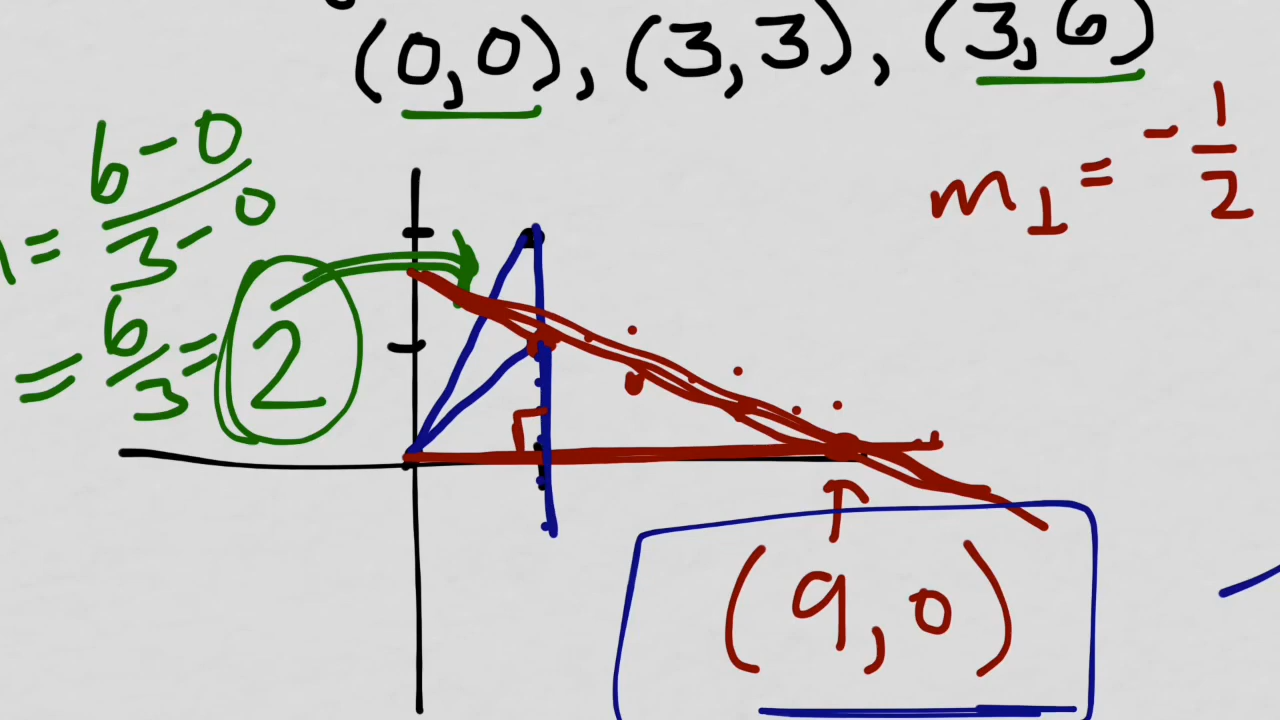 (0,0), (3,3), (3,6)
= 6-0/3-0
= 6/3 = 2
m⊥ = -1/2
(9,0)